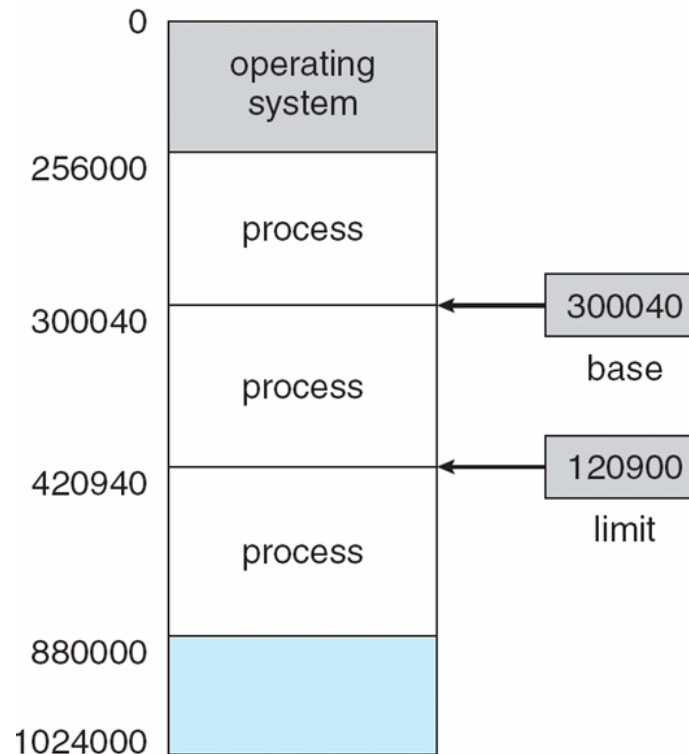 0
operating
system
256000
process
300040
300040
base
process
120900
420940
limit
process
880000
1024000